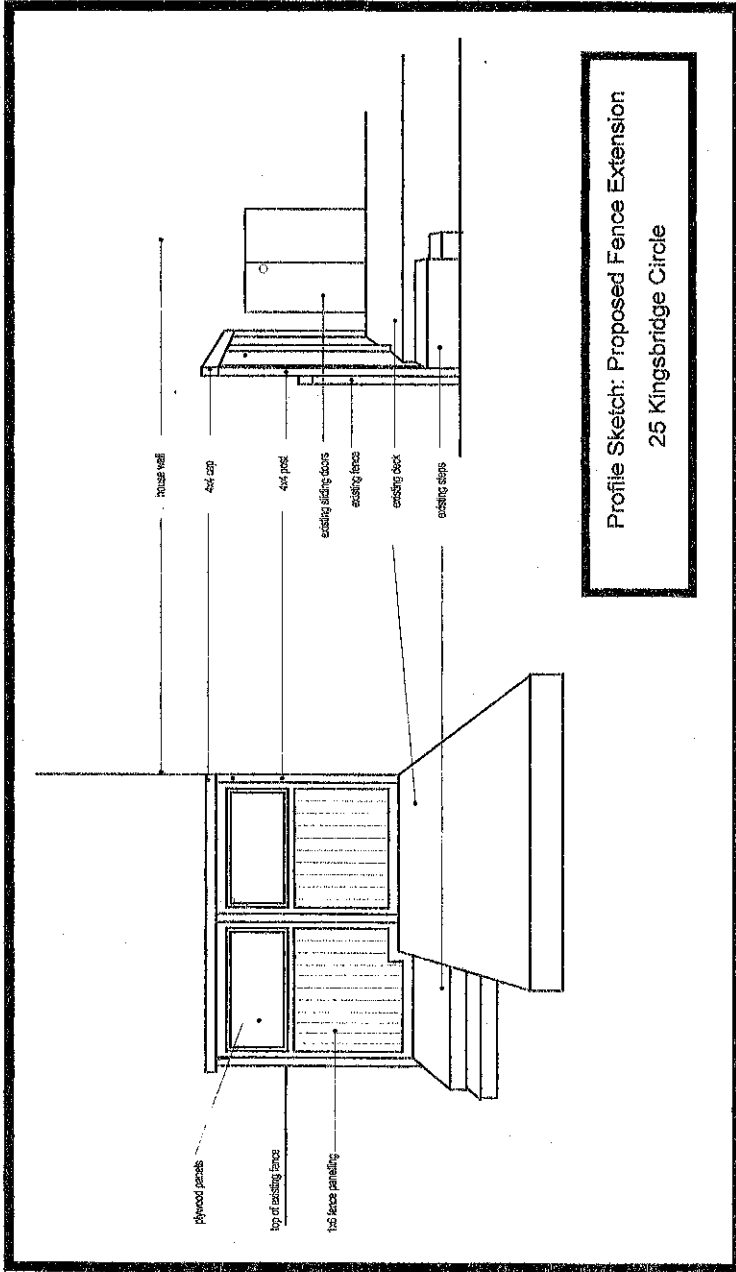 house wall
4x4 cap
4x4 post
existing sliding doors
existing fence
existing deck
existing steps
plywood panels
top of existing fence
1x6 fence panelling
Profile Sketch: Proposed Fence Extension
25 Kingsbridge Circle